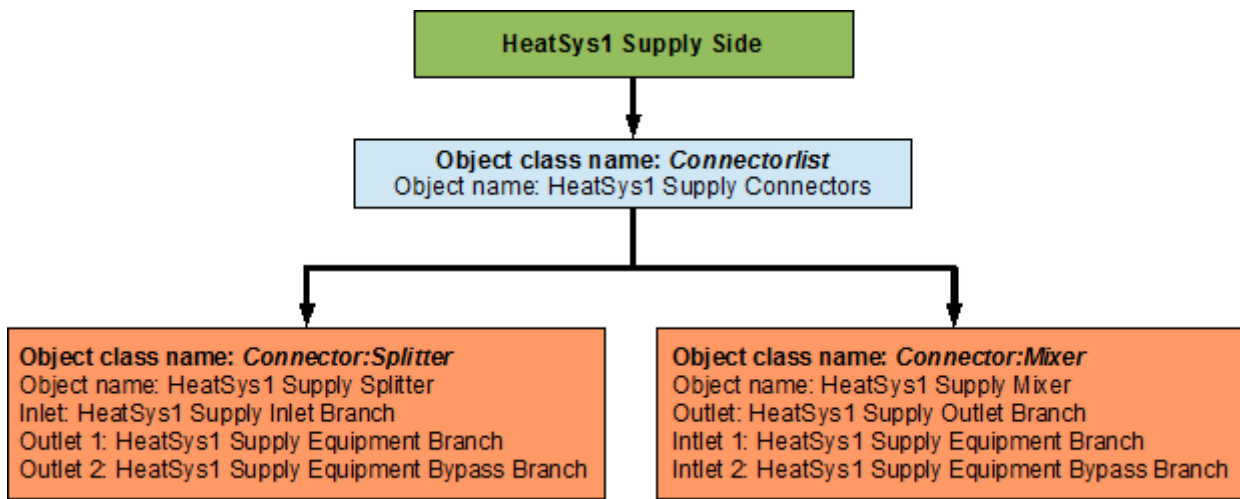 HeatSys1 Supply Side
Object class name: Connectorlist
Object name: HeatSys1 Supply Connectors
Object class name: Connector:Splitter
Object name: HeatSys1 Supply Splitter
Inlet: HeatSys1 Supply Inlet Branch
Outlet 1: HeatSys1 Supply Equipment Branch
Outlet 2: HeatSys1 Supply Equipment Bypass Branch
Object class name: Connector:Mixer
Object name: HeatSys1 Supply Mixer
Outlet: HeatSys1 Supply Outlet Branch
Intlet 1: HeatSys1 Supply Equipment Branch
Intlet 2: HeatSys1 Supply Equipment Bypass Branch